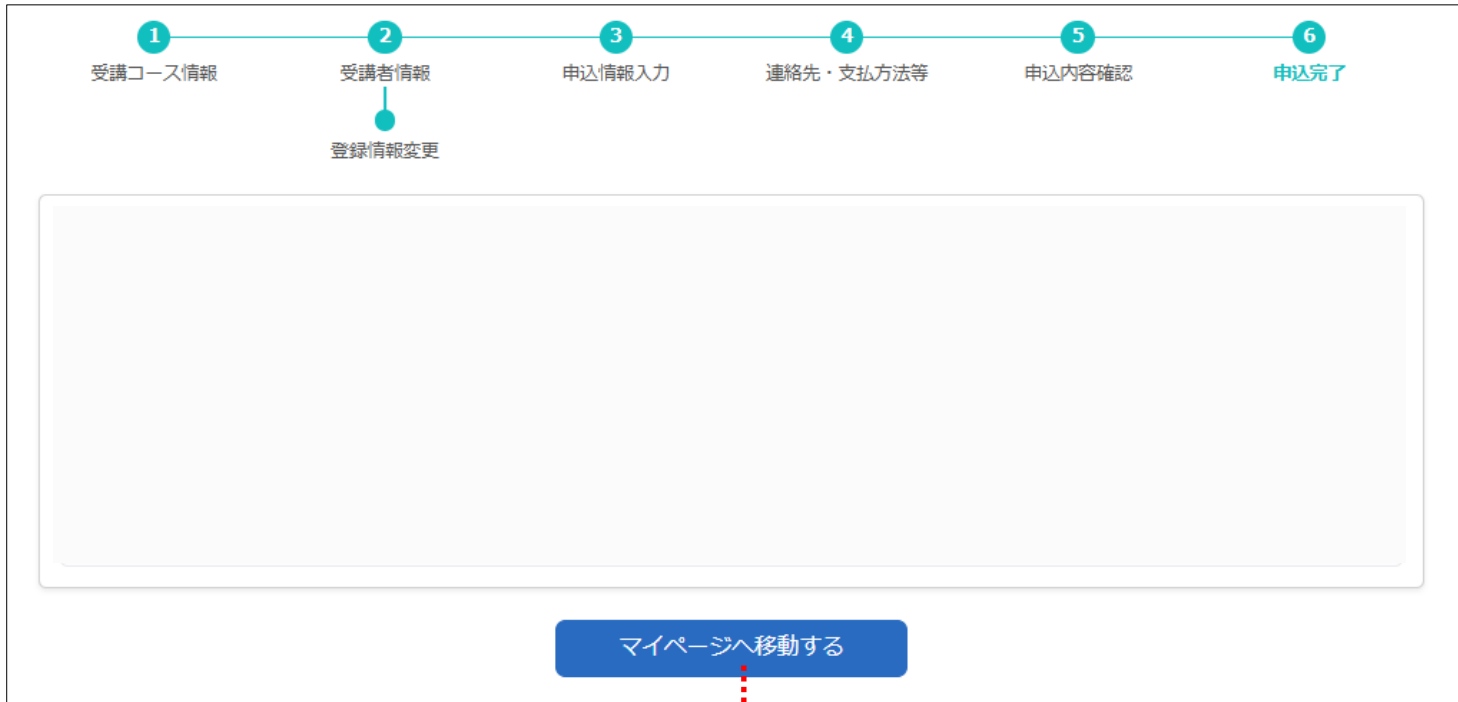 1 2 3 4 5 6
受講コース情報 受講者情報 申込情報入力 連絡先・支払方法等 申込内容確認 申込完了
登録情報変更
マイページへ移動する